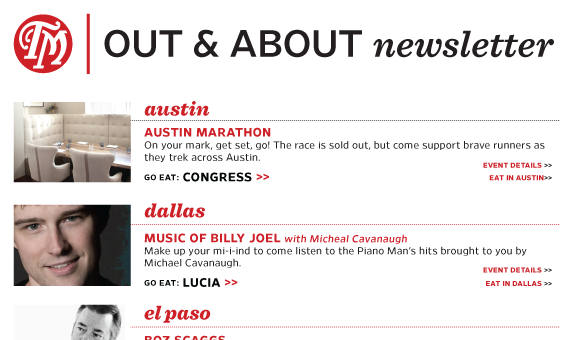 TM OUT & ABOUT newsletter
austin
AUSTIN MARATHON
On your mark, get set, go! The race is sold out, but come support brave runners as
they trek across Austin.
EVENT DETAILS >>
GO EAT: CONGRESS >>
EAT IN AUSTIN>>
dallas
MUSIC OF BILLY JOEL with Micheal Cavanaugh
Make up your mi-i-ind to come listen to the Piano Man's hits brought to you by
Michael Cavanaugh.
EVENT DETAILS >>
GO EAT: LUCIA >>
EAT IN DALLAS >>
el paso
BOZ SCAGGS